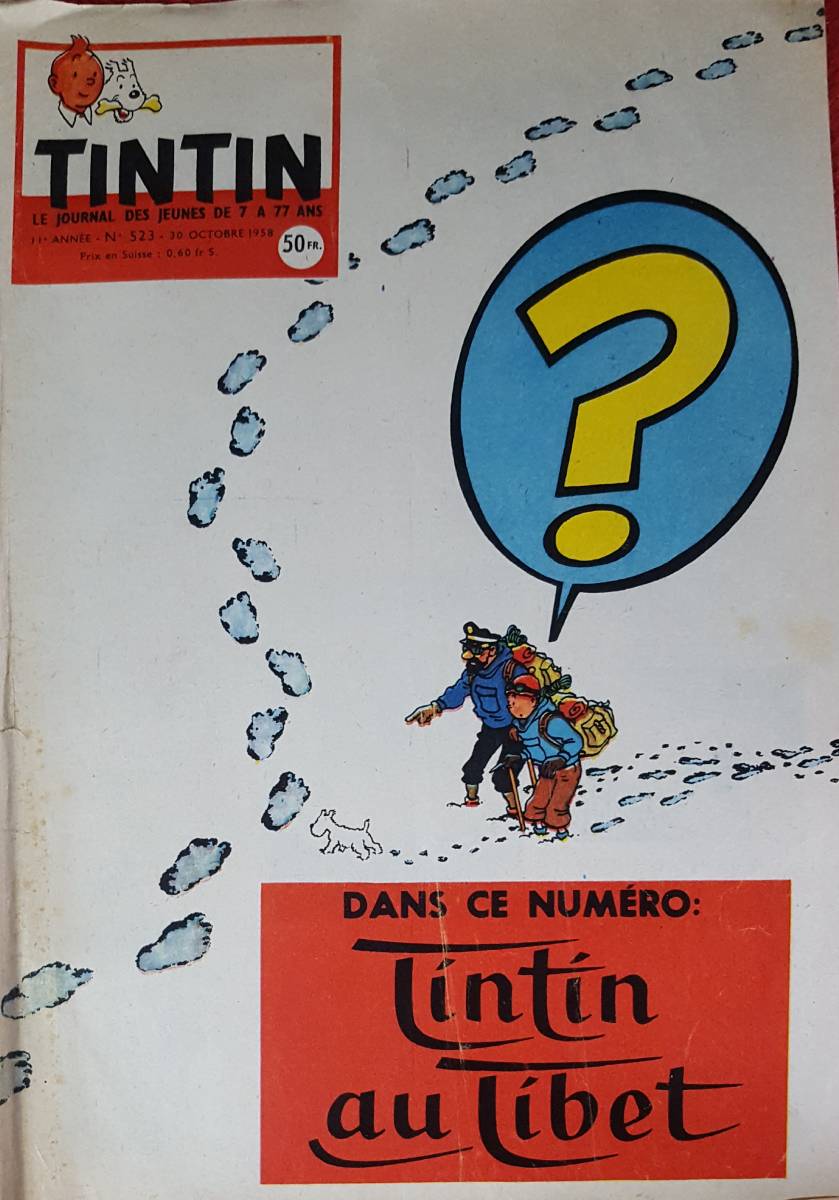 TINTIN
LE JOURNAL DES JEUNES DE 7 A 77 ANS
11e ANNÉE - N° 523 - 30 OCTOBRE 1958
Prix en Suisse : 0,60 fr S.
50 FR.
?
DANS CE NUMÉRO:
Tintin
au Tibet